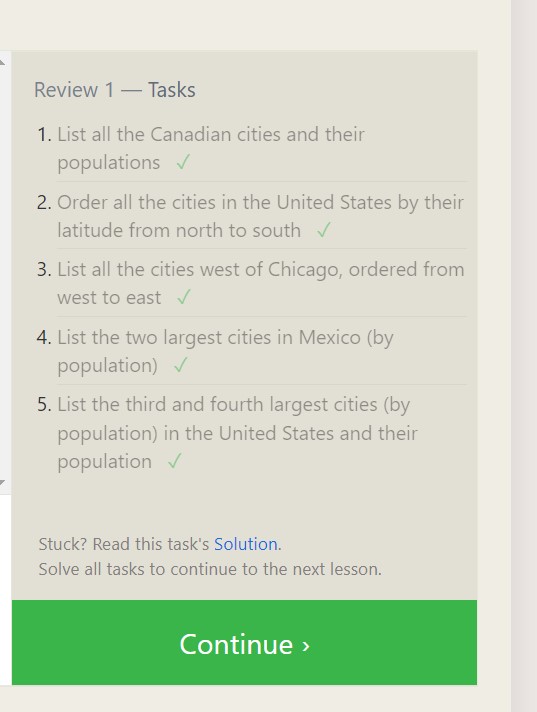 Review 1 — Tasks
1. List all the Canadian cities and their
populations ✓
2. Order all the cities in the United States by their
latitude from north to south ✓
3. List all the cities west of Chicago, ordered from
west to east ✓
4. List the two largest cities in Mexico (by
population) ✓
5. List the third and fourth largest cities (by
population) in the United States and their
population ✓
Stuck? Read this task's Solution.
Solve all tasks to continue to the next lesson.
Continue ›